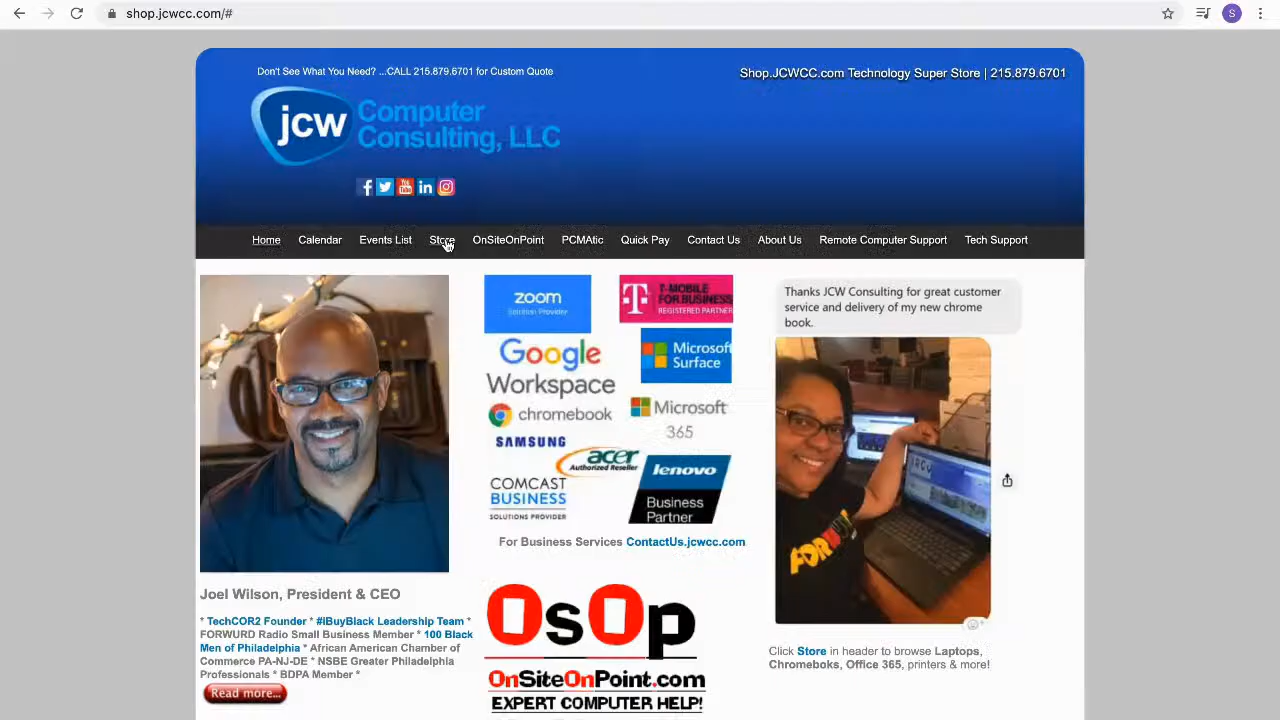 shop.jcwcc.com/#
S
Don't See What You Need? ...CALL 215.879.6701 for Custom Quote
Shop.JCWCC.com Technology Super Store | 215.879.6701
jcw Computer
Consulting, LLC
Home Calendar Events List Store OnSiteOnPoint PCMAtic Quick Pay Contact Us About Us Remote Computer Support Tech Support
zoom
Solution Provider
T-MOBILE
FOR BUSINESS
REGISTERED PARTNER
Google
Workspace
Microsoft
Surface
chromebook
Microsoft
365
SAMSUNG
acer
Authorized Reseller
COMCAST
BUSINESS
SOLUTIONS PROVIDER
lenovo
Business
Partner
For Business Services ContactUs.jcwcc.com
OsOp
OnSiteOnPoint.com
EXPERT COMPUTER HELP!
Thanks JCW Consulting for great customer
service and delivery of my new chrome
book.
Click Store in header to browse Laptops,
Chromeboks, Office 365, printers & more!
Joel Wilson, President & CEO
* TechCOR2 Founder * #IBuyBlack Leadership Team *
FORWURD Radio Small Business Member * 100 Black
Men of Philadelphia * African American Chamber of
Commerce PA-NJ-DE * NSBE Greater Philadelphia
Professionals * BDPA Member *
Read more...